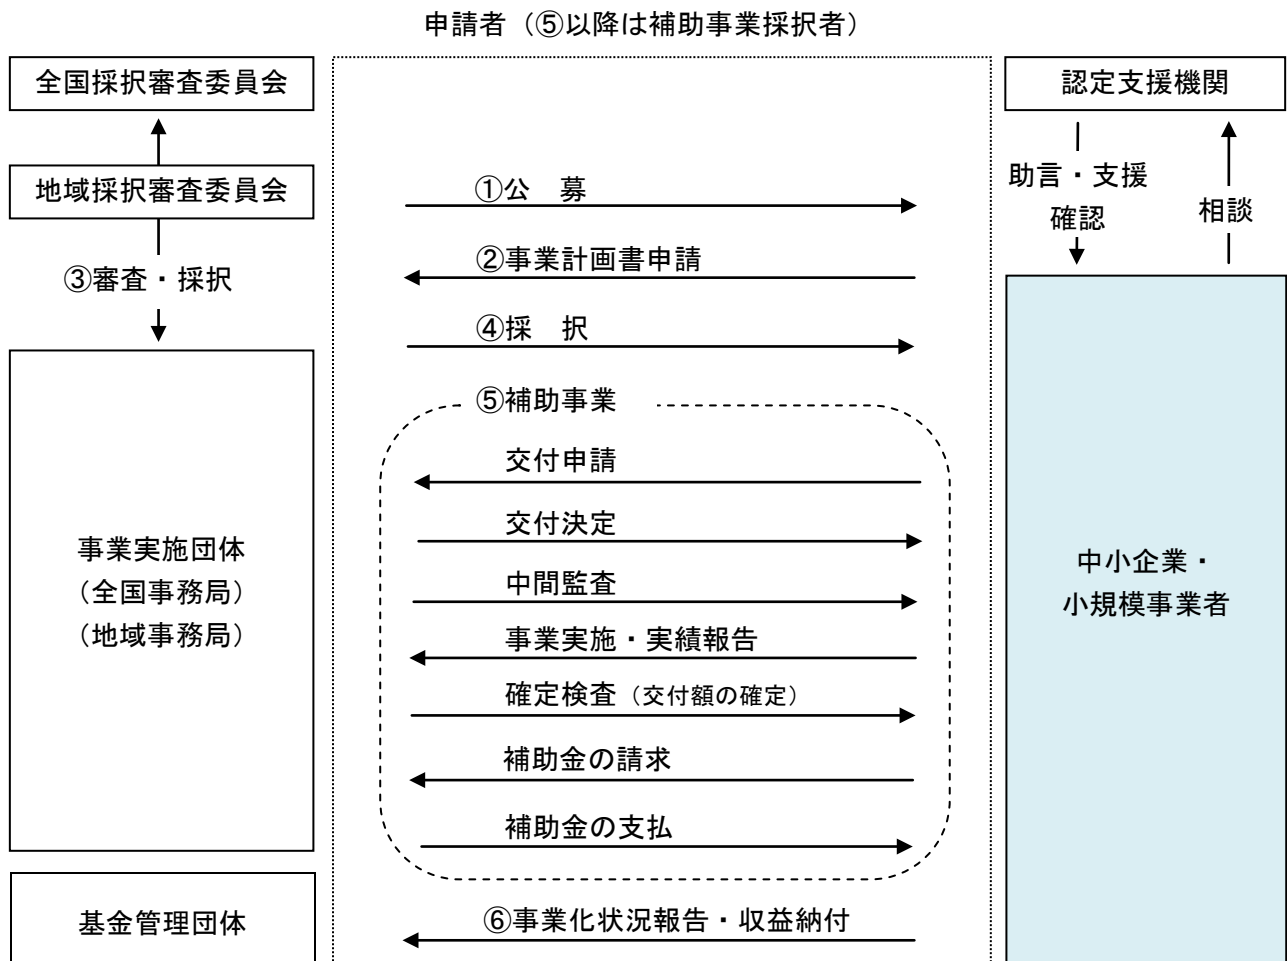 申請者（⑤以降は補助事業採択者）
全国採択審査委員会
地域採択審査委員会
③審査・採択
事業実施団体
（全国事務局）
（地域事務局）
基金管理団体
①公　募
②事業計画書申請
④採　択
⑤補助事業
交付申請
交付決定
中間監査
事業実施・実績報告
確定検査（交付額の確定）
補助金の請求
補助金の支払
⑥事業化状況報告・収益納付
認定支援機関
助言・支援
確認
相談
中小企業・
小規模事業者